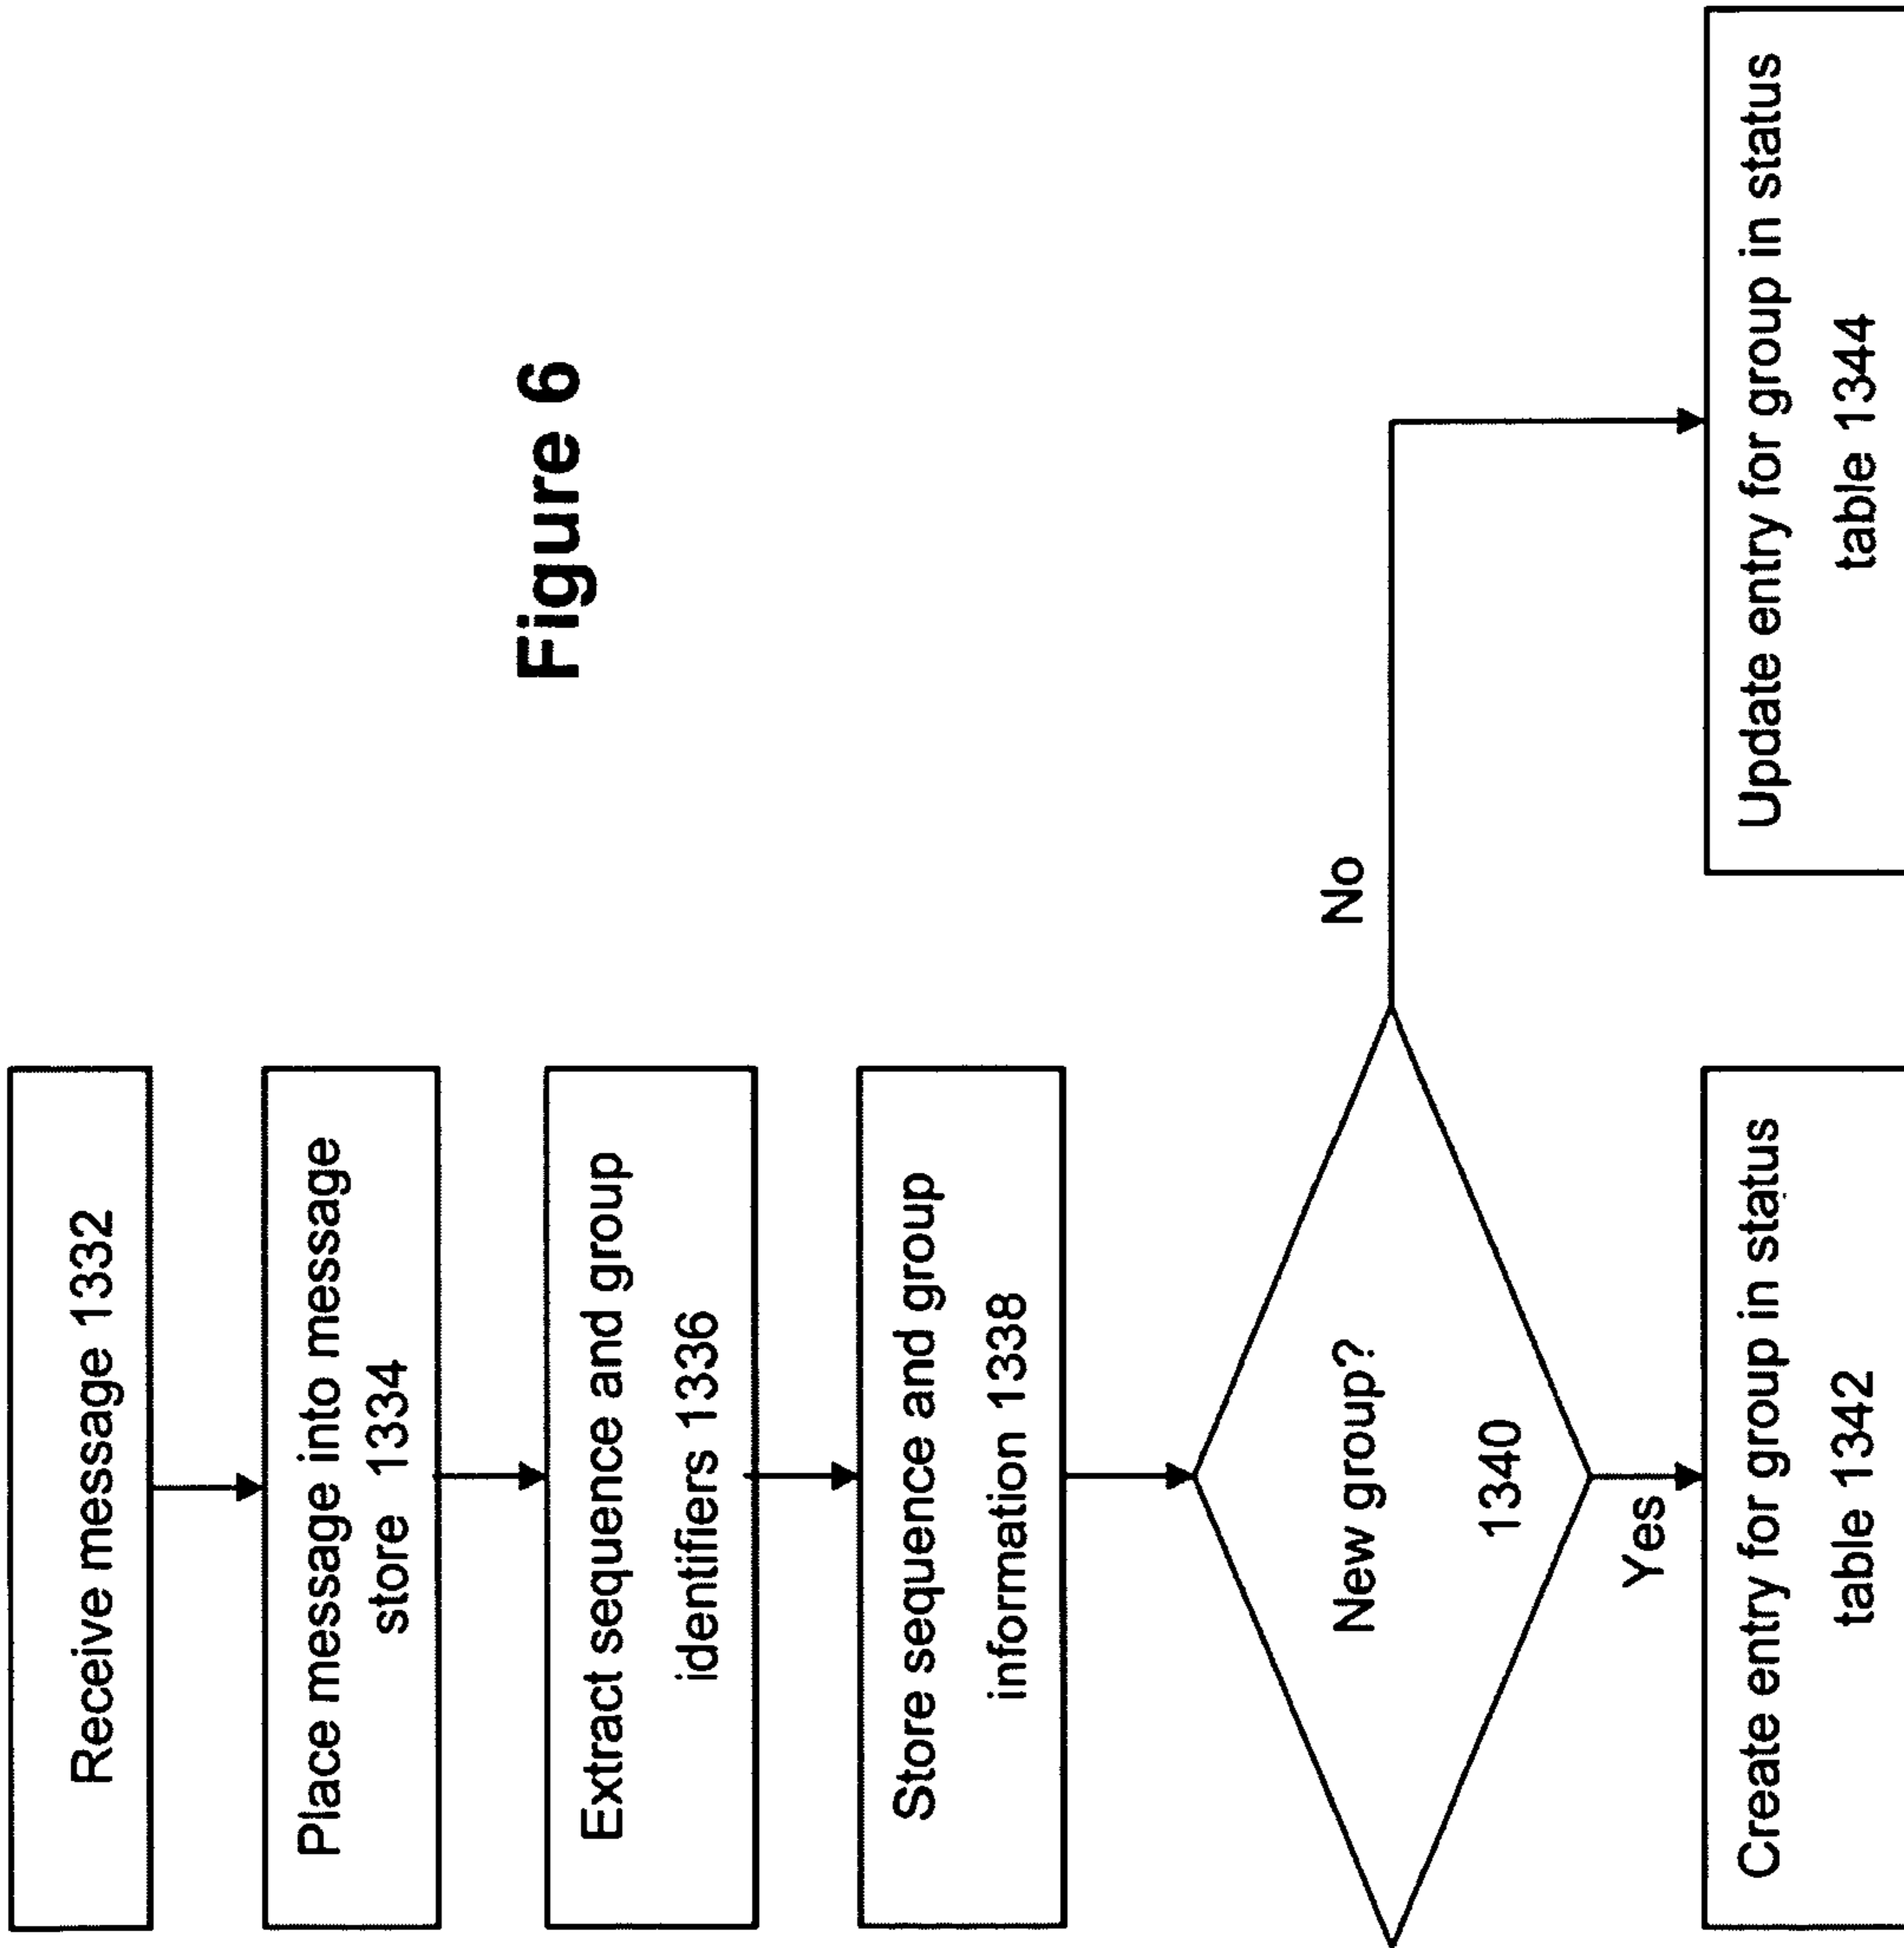 Receive message 1332
Place message into message
store 1334
Extract sequence and group
identifiers 1336
Store sequence and group
information 1338
New group?
1340
Yes
No
Create entry for group in status
table 1342
Update entry for group in status
table 1344
Figure 6